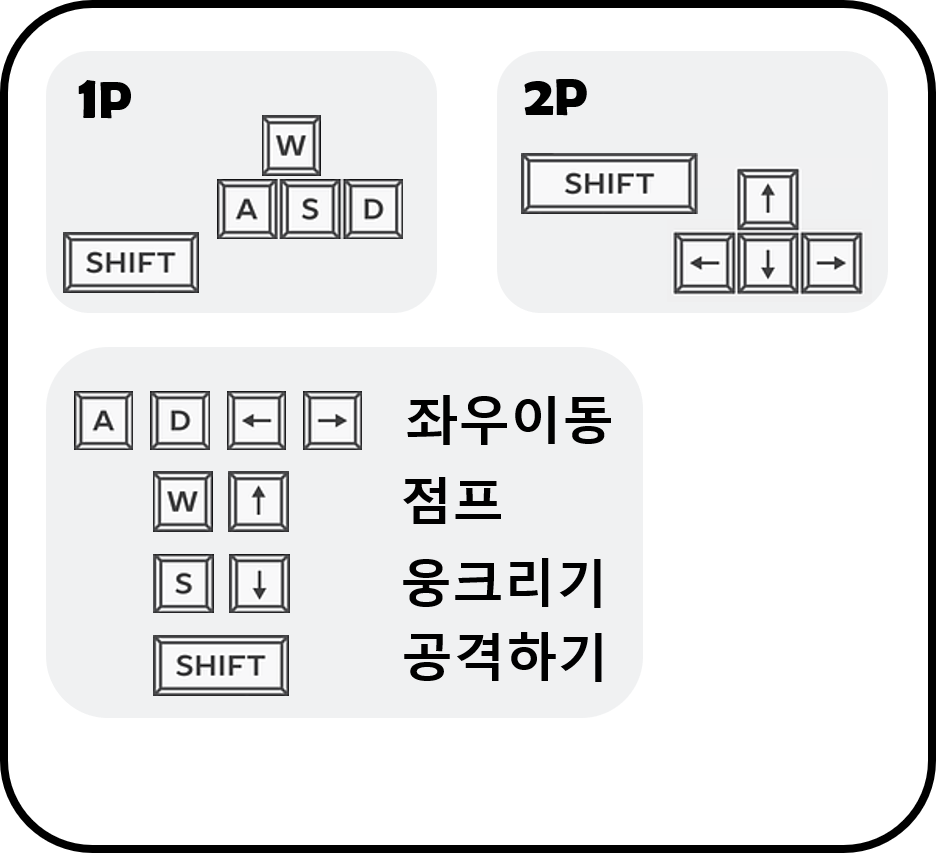 1P
W
A S D
SHIFT
2P
SHIFT
↑
← ↓ →
A D ← → 좌우이동
W ↑ 점프
S ↓ 웅크리기
SHIFT 공격하기